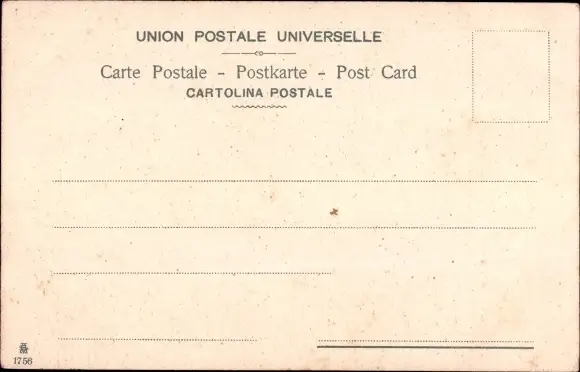 UNION POSTALE UNIVERSELLE
Carte Postale - Postkarte - Post Card
CARTOLINA POSTALE
1756